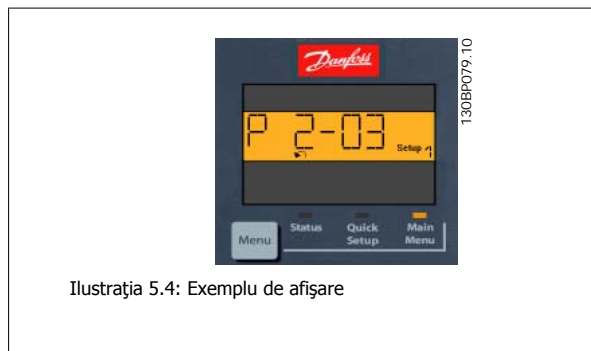 Danfoss
130BP079.10
P 2-03
Setup 1
Menu
Status
Quick Setup
Main Menu
Ilustraţia 5.4: Exemplu de afişare